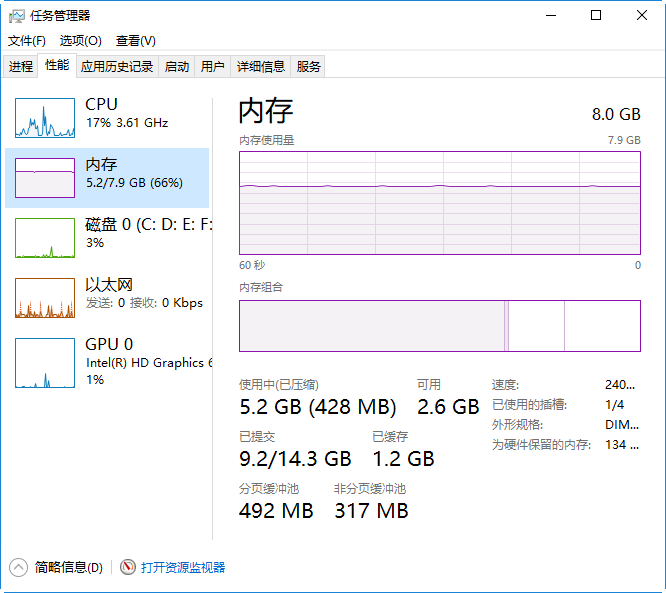 任务管理器
文件(F) 选项(O) 查看(V)
进程 性能 应用历史记录 启动 用户 详细信息 服务
CPU
17% 3.61 GHz
内存
5.2/7.9 GB (66%)
磁盘 0 (C: D: E: F:
3%
以太网
发送: 0 接收: 0 Kbps
GPU 0
Intel(R) HD Graphics 6
1%
内存 8.0 GB
内存使用量 7.9 GB
60 秒 0
内存组合
使用中(已压缩) 可用
5.2 GB (428 MB) 2.6 GB
已提交 已缓存
9.2/14.3 GB 1.2 GB
分页缓冲池 非分页缓冲池
492 MB 317 MB
速度: 240...
已使用的插槽: 1/4
外形规格: DIM...
为硬件保留的内存: 134 ...
简略信息(D) 打开资源监视器